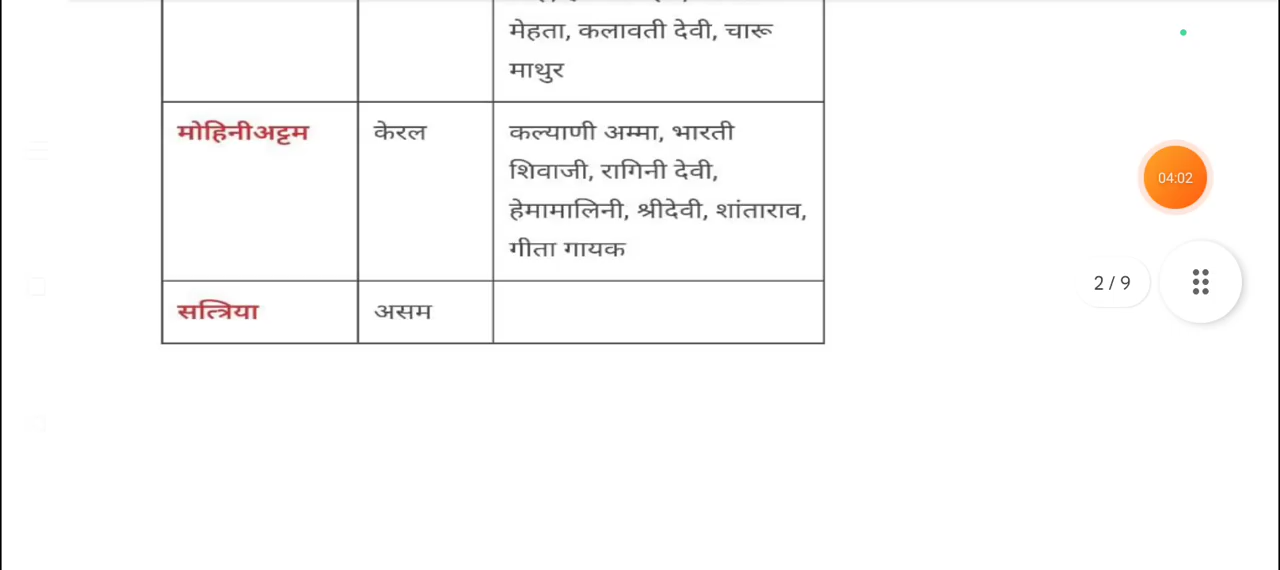 मेहता, कलावती देवी, चारू
माथुर
मोहिनीअट्टम केरल कल्याणी अम्मा, भारती
शिवाजी, रागिनी देवी,
हेमामालिनी, श्रीदेवी, शांताराव,
गीता गायक
सत्त्रिया असम
04:02
2 / 9